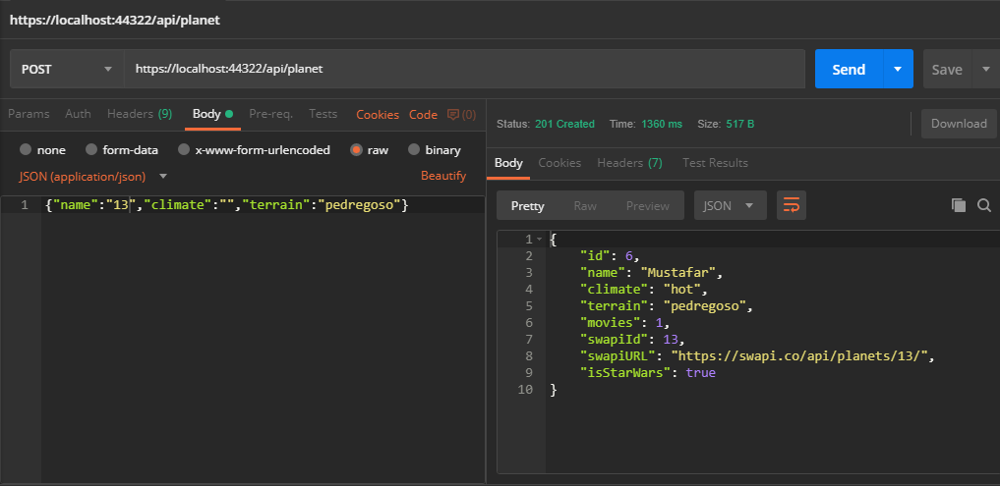 https://localhost:44322/api/planet
POST https://localhost:44322/api/planet Send Save
Params Auth Headers (9) Body Pre-req. Tests Cookies Code (0)
none form-data x-www-form-urlencoded raw binary
JSON (application/json) Beautify
1 {"name":"13","climate":"","terrain":"pedregoso"}
Status: 201 Created Time: 1360 ms Size: 517 B Download
Body Cookies Headers (7) Test Results
Pretty Raw Preview JSON
1 {
2 "id": 6,
3 "name": "Mustafar",
4 "climate": "hot",
5 "terrain": "pedregoso",
6 "movies": 1,
7 "swapiId": 13,
8 "swapiURL": "https://swapi.co/api/planets/13/",
9 "isStarWars": true
10 }